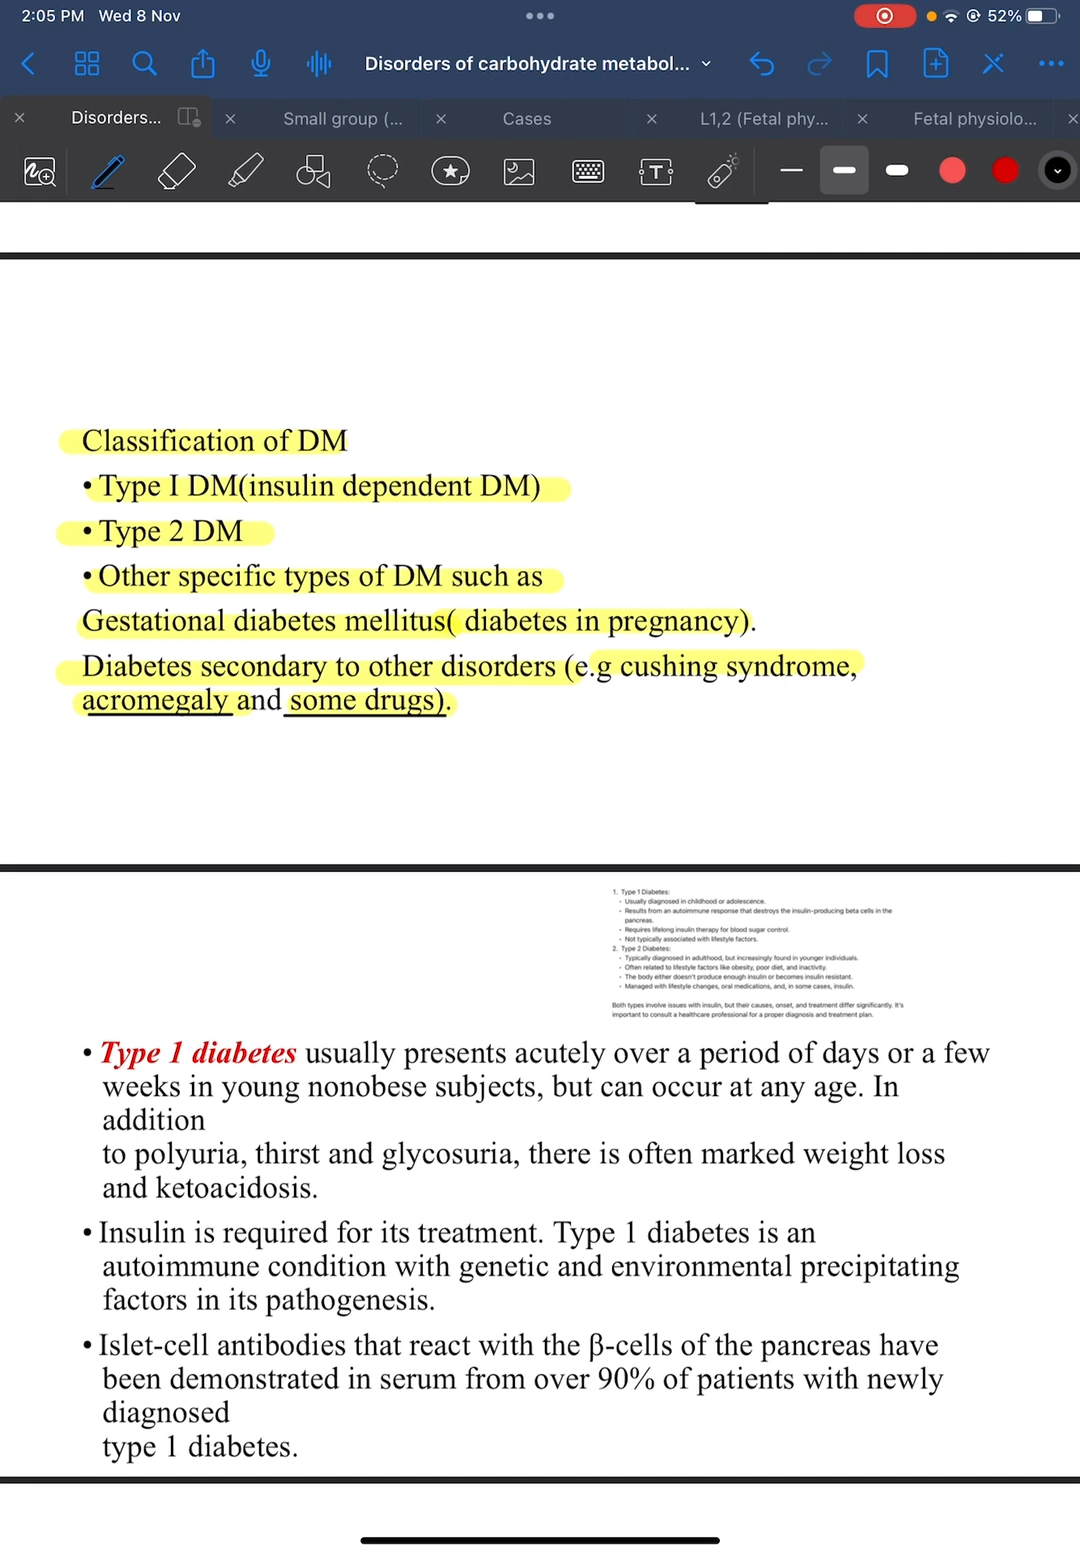 2:05 PM Wed 8 Nov
52%
Disorders of carbohydrate metabol...
Disorders...
Small group (...
Cases
L1,2 (Fetal phy...
Fetal physiolo...
Classification of DM
• Type I DM(insulin dependent DM)
• Type 2 DM
• Other specific types of DM such as
Gestational diabetes mellitus( diabetes in pregnancy).
Diabetes secondary to other disorders (e.g cushing syndrome,
acromegaly and some drugs).
1. Type 1 Diabetes:
• Usually diagnosed in childhood or adolescence.
• Results from an autoimmune response that destroys the insulin-producing beta cells in the
pancreas.
• Requires lifelong insulin therapy for blood sugar control.
• Not typically associated with lifestyle factors.
2. Type 2 Diabetes:
• Typically diagnosed in adulthood, but increasingly found in younger individuals.
• Often related to lifestyle factors like obesity, poor diet, and inactivity.
• The body either doesn't produce enough insulin or becomes insulin resistant.
• Managed with lifestyle changes, oral medications, and, in some cases, insulin.
Both types involve issues with insulin, but their causes, onset, and treatment differ significantly. It's
important to consult a healthcare professional for a proper diagnosis and treatment plan.
• Type 1 diabetes usually presents acutely over a period of days or a few
weeks in young nonobese subjects, but can occur at any age. In
addition
to polyuria, thirst and glycosuria, there is often marked weight loss
and ketoacidosis.
• Insulin is required for its treatment. Type 1 diabetes is an
autoimmune condition with genetic and environmental precipitating
factors in its pathogenesis.
• Islet-cell antibodies that react with the β-cells of the pancreas have
been demonstrated in serum from over 90% of patients with newly
diagnosed
type 1 diabetes.